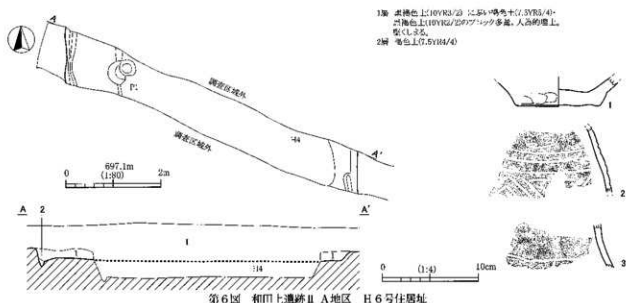 1層 黒褐色土(10YR3/2) にぶい褐色土(7.5YR5/4)・
黒褐色土(10YR2/2)のブロック多量。人為的埋土。
堅くしまる。
2層 褐色土(7.5YR4/4)
A
P1
調査区域外
調査区域外
H4
A'
697.1m
0 (1:80) 2m
A 2 A'
1
H4
1
2
3
0 (1:4) 10cm
第6図 和田上遺跡Ⅱ A地区 H6号住居址